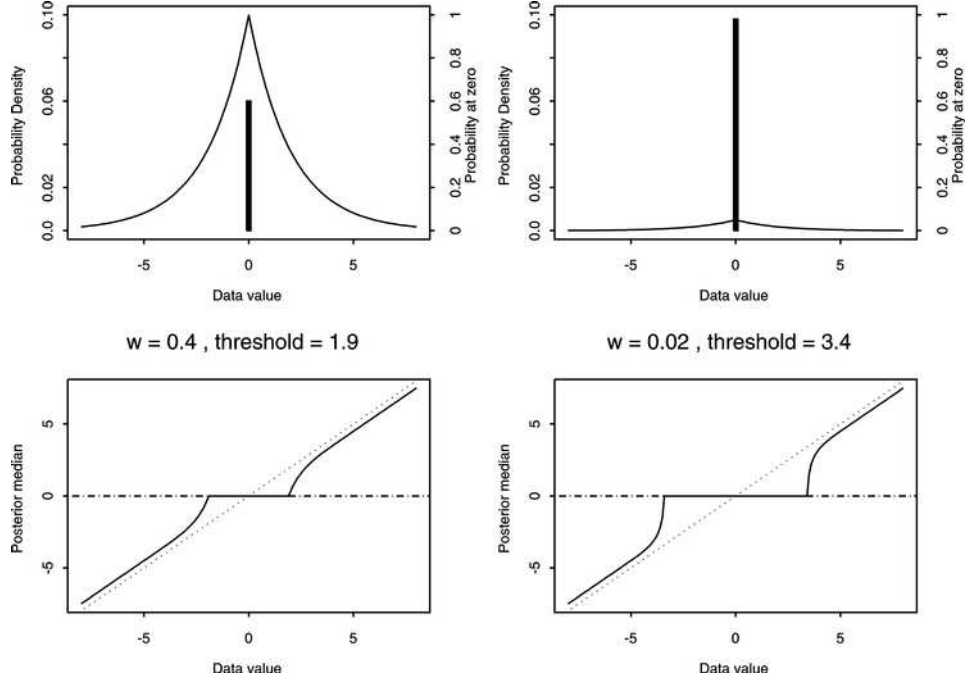 Probability Density
0.0 0.02 0.06 0.10
0 0.2 0.4 0.6 0.8 1
Probability at zero
-5 0 5
Data value
Probability Density
0.0 0.02 0.06 0.10
0 0.2 0.4 0.6 0.8 1
Probability at zero
-5 0 5
Data value
w = 0.4 , threshold = 1.9
w = 0.02 , threshold = 3.4
Posterior median
-5 0 5
-5 0 5
Data value
Posterior median
-5 0 5
-5 0 5
Data value